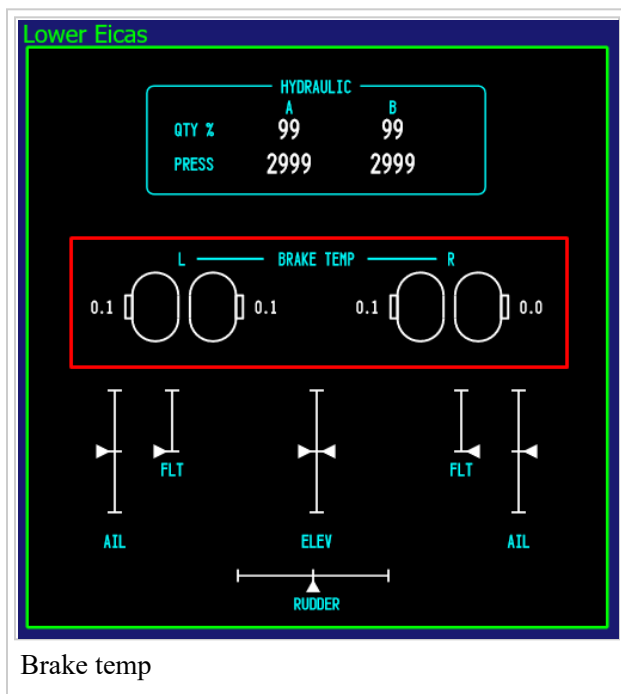 Lower Eicas
HYDRAULIC
A B
QTY % 99 99
PRESS 2999 2999
L BRAKE TEMP R
0.1 0.1 0.1 0.0
FLT FLT
AIL ELEV AIL
RUDDER
Brake temp